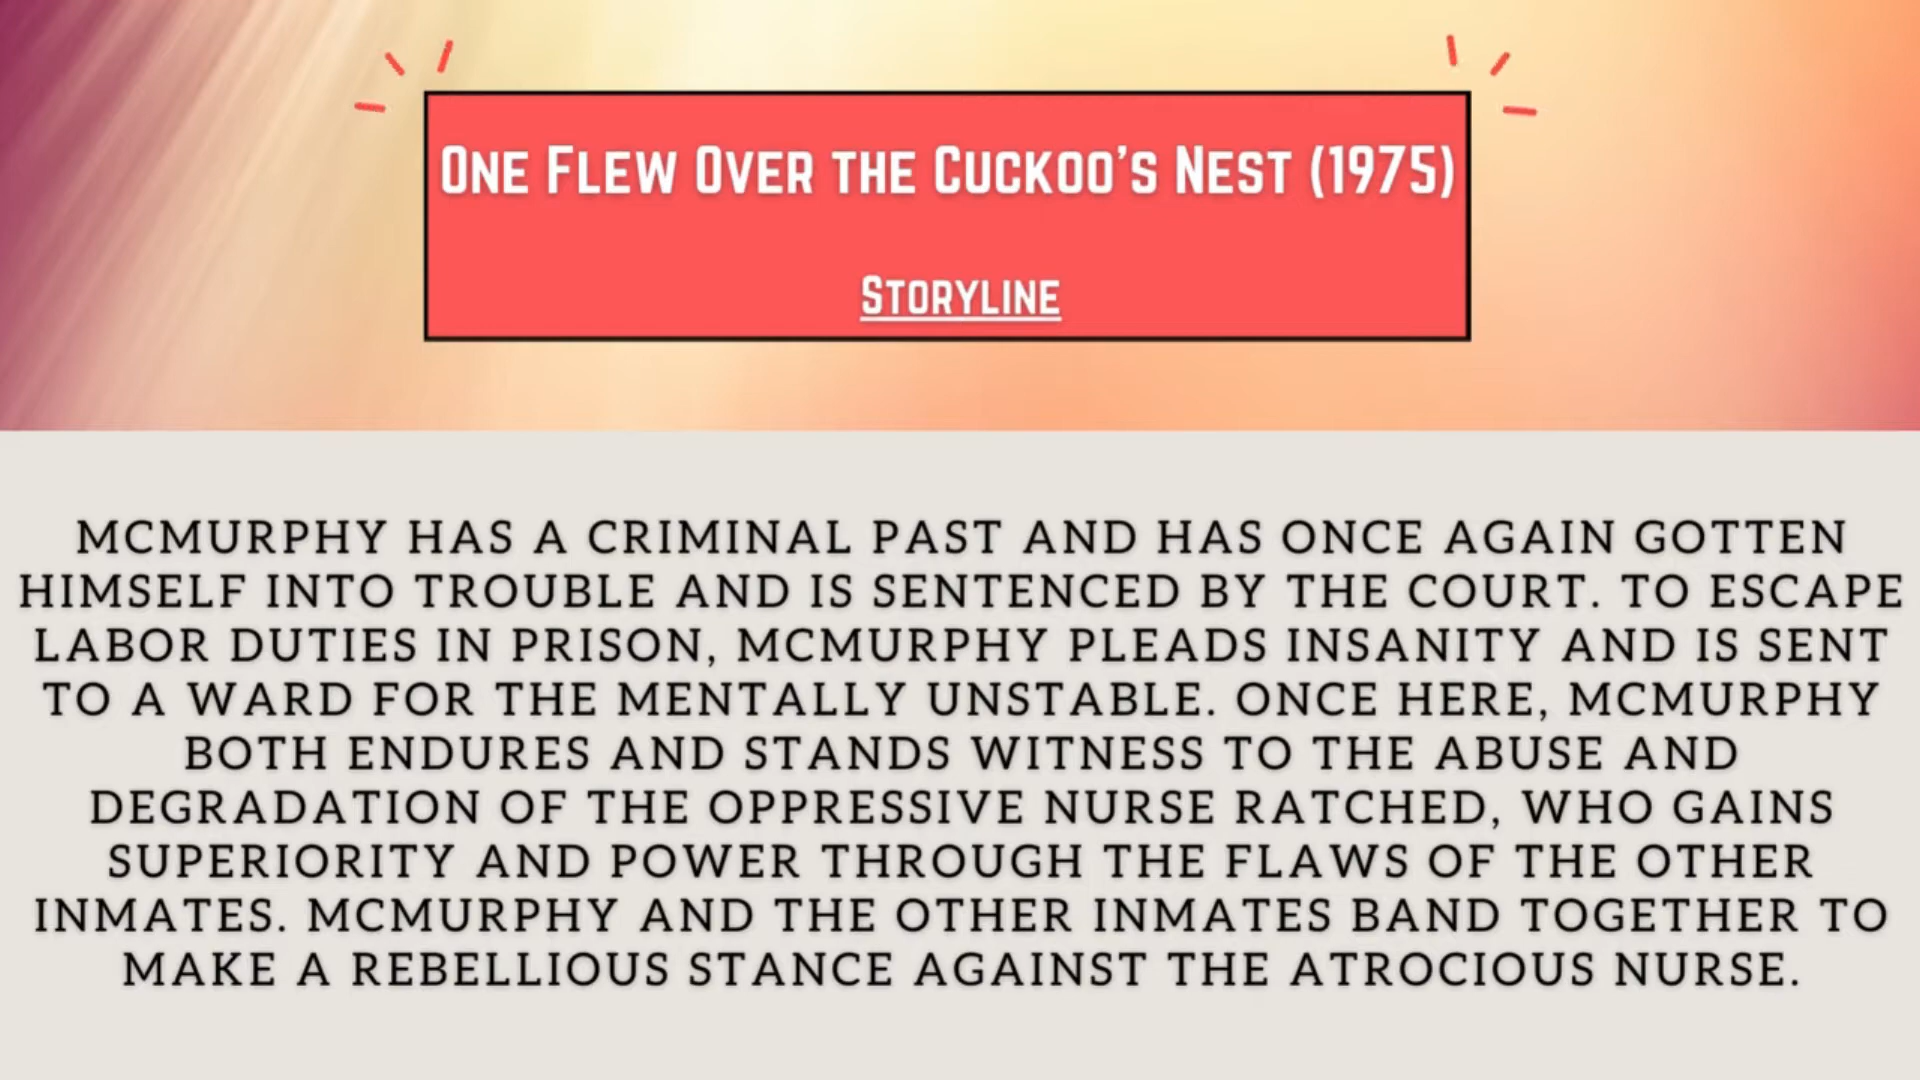 One Flew Over the Cuckoo's Nest (1975)
Storyline
MCMURPHY HAS A CRIMINAL PAST AND HAS ONCE AGAIN GOTTEN
HIMSELF INTO TROUBLE AND IS SENTENCED BY THE COURT. TO ESCAPE
LABOR DUTIES IN PRISON, MCMURPHY PLEADS INSANITY AND IS SENT
TO A WARD FOR THE MENTALLY UNSTABLE. ONCE HERE, MCMURPHY
BOTH ENDURES AND STANDS WITNESS TO THE ABUSE AND
DEGRADATION OF THE OPPRESSIVE NURSE RATCHED, WHO GAINS
SUPERIORITY AND POWER THROUGH THE FLAWS OF THE OTHER
INMATES. MCMURPHY AND THE OTHER INMATES BAND TOGETHER TO
MAKE A REBELLIOUS STANCE AGAINST THE ATROCIOUS NURSE.